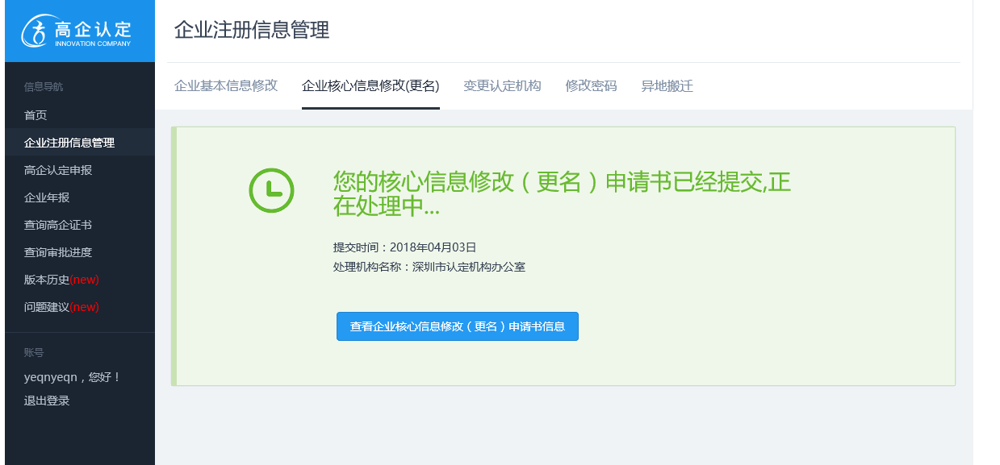 高企认定
INNOVATION COMPANY
信息导航
首页
企业注册信息管理
高企认定申报
企业年报
查询高企证书
查询审批进度
版本历史(new)
问题建议(new)
账号
yeqnyeqn，您好！
退出登录
企业注册信息管理
企业基本信息修改 企业核心信息修改(更名) 变更认定机构 修改密码 异地搬迁
您的核心信息修改（更名）申请书已经提交,正
在处理中...
提交时间：2018年04月03日
处理机构名称：深圳市认定机构办公室
查看企业核心信息修改（更名）申请书信息